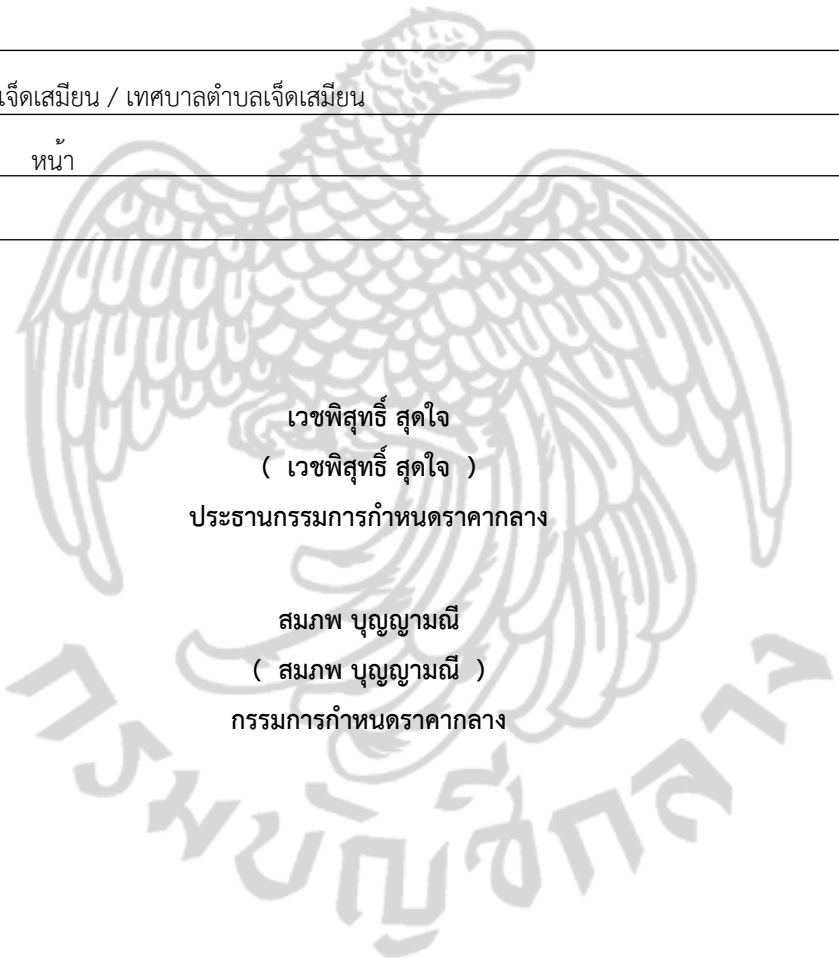 เจ็ดเสมียน / เทศบาลตำบลเจ็ดเสมียน
หน้า
เวชพิสุทธิ์ สุดใจ
( เวชพิสุทธิ์ สุดใจ )
ประธานกรรมการกำหนดราคากลาง
สมภพ บุญญามณี
( สมภพ บุญญามณี )
กรรมการกำหนดราคากลาง
กรมบัญชีกลาง